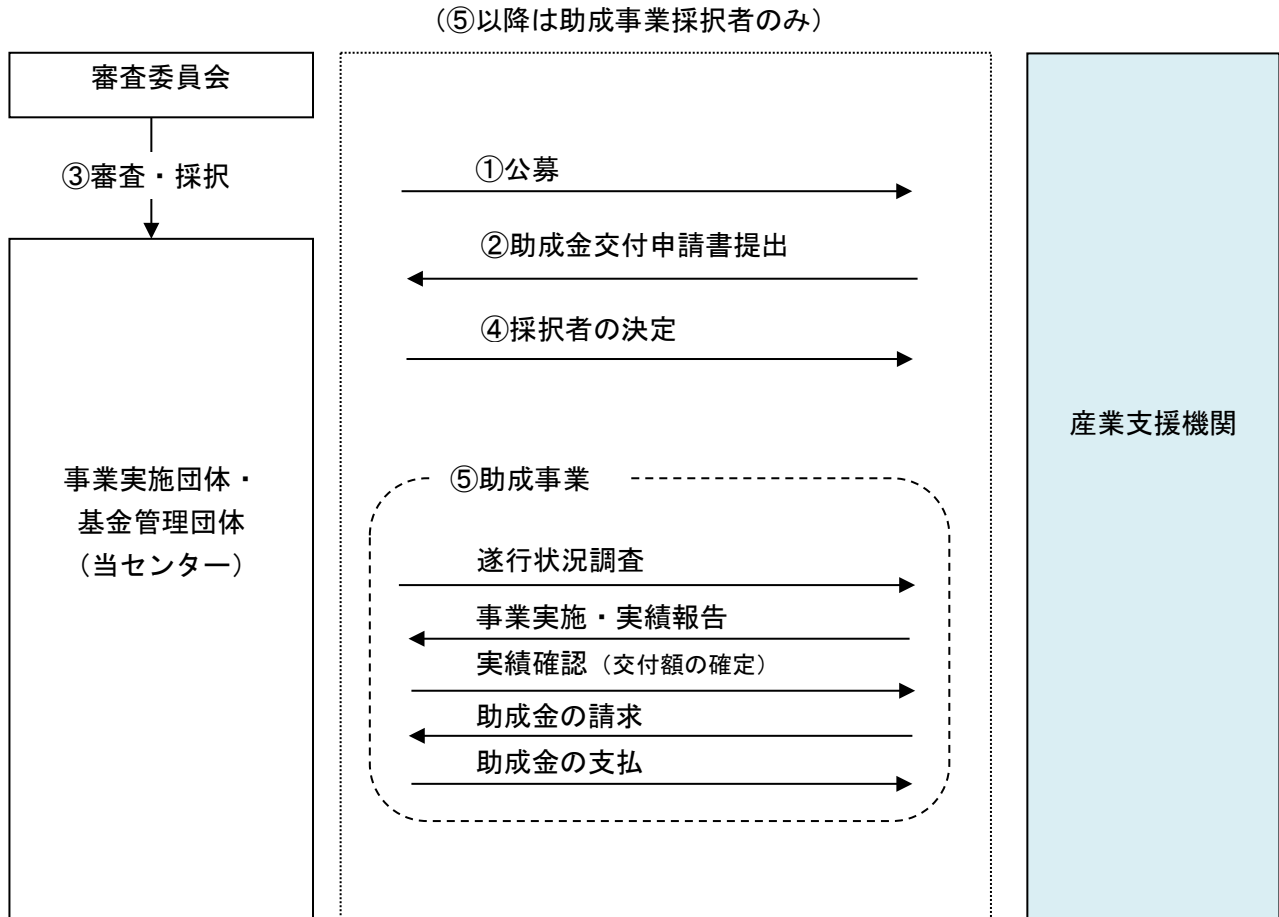 （⑤以降は助成事業採択者のみ）
審査委員会
③審査・採択
①公募
②助成金交付申請書提出
④採択者の決定
産業支援機関
事業実施団体・
基金管理団体
（当センター）
⑤助成事業
遂行状況調査
事業実施・実績報告
実績確認（交付額の確定）
助成金の請求
助成金の支払